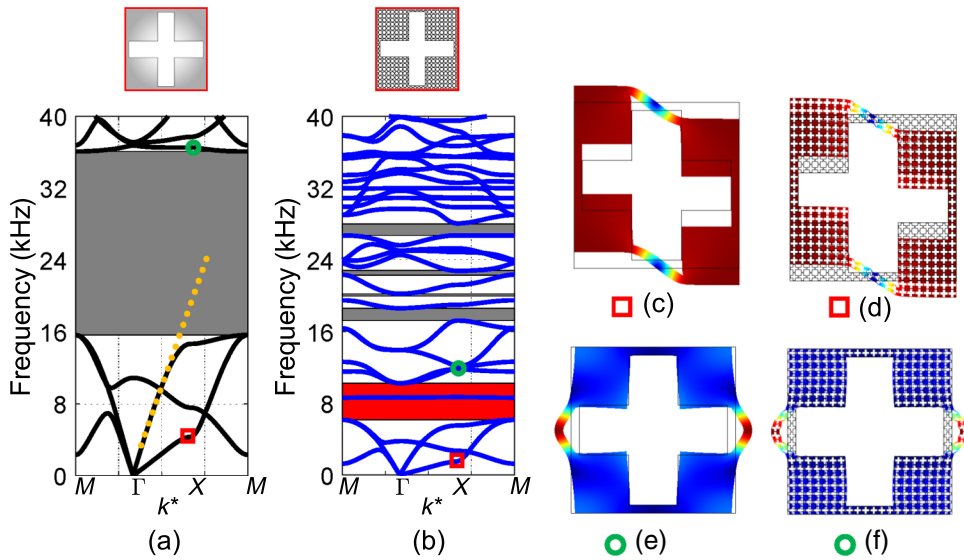 40
32
24
16
8
0
Frequency (kHz)
M Γ X M
k*
(a)
40
32
24
16
8
0
Frequency (kHz)
M Γ X M
k*
(b)
(c)
(d)
(e)
(f)